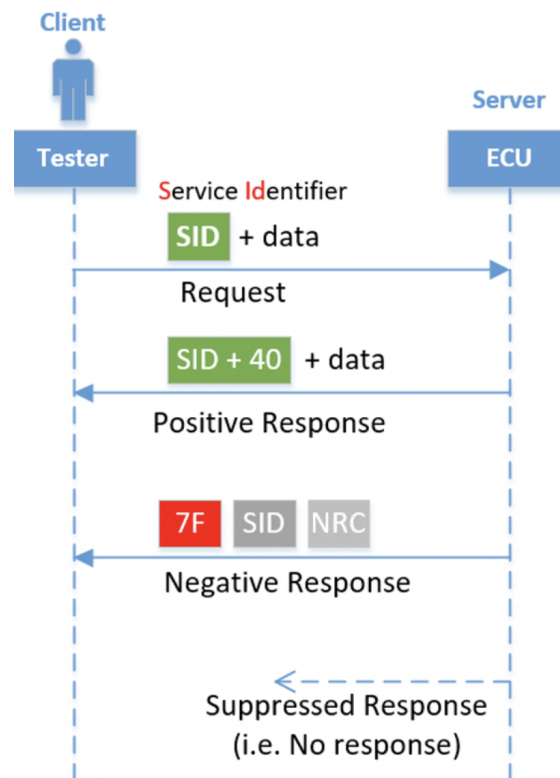 Client
Server
Tester
ECU
Service Identifier
SID + data
Request
SID + 40 + data
Positive Response
7F SID NRC
Negative Response
Suppressed Response
(i.e. No response)